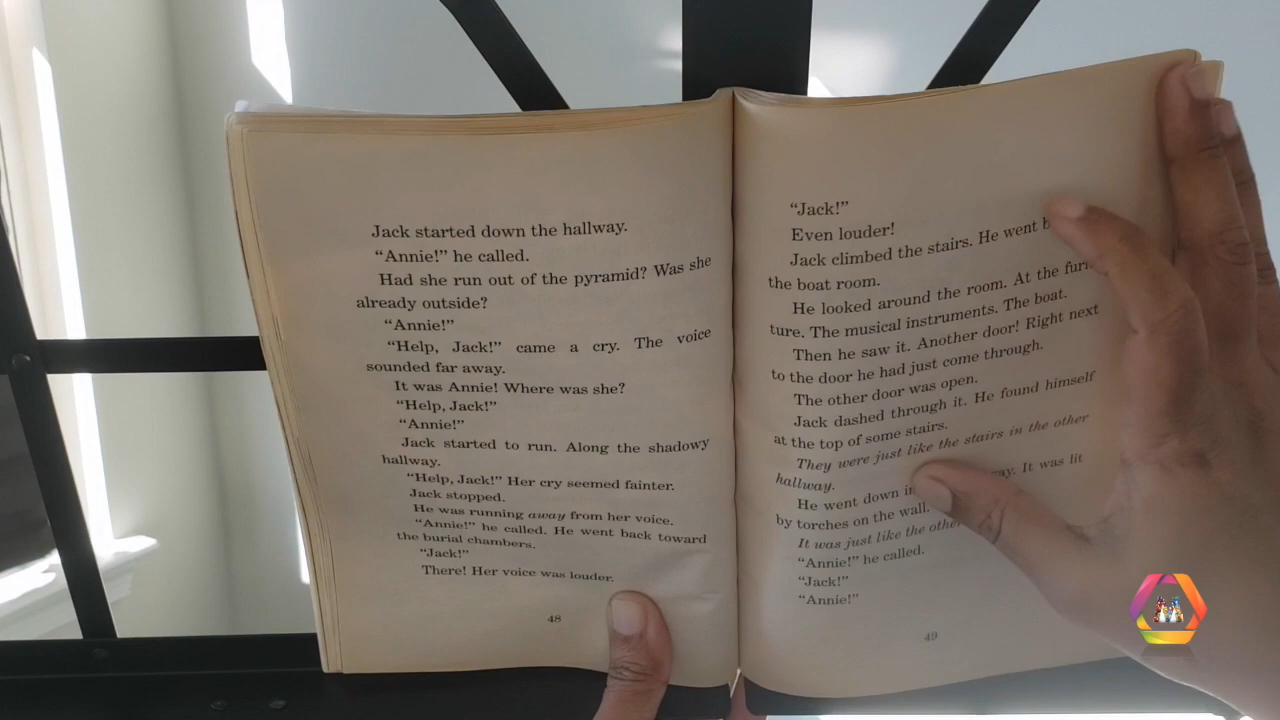 Jack started down the hallway.
“Annie!” he called.
Had she run out of the pyramid? Was she
already outside?
“Annie!”
“Help, Jack!” came a cry. The voice
sounded far away.
It was Annie! Where was she?
“Help, Jack!”
“Annie!”
Jack started to run. Along the shadowy
hallway.
“Help, Jack!” Her cry seemed fainter.
Jack stopped.
He was running away from her voice.
“Annie!” he called. He went back toward
the burial chambers.
“Jack!”
There! Her voice was louder.
48
“Jack!”
Even louder!
Jack climbed the stairs. He went
the boat room.
He looked around the room. At the
ture. The musical instruments. The boat.
Then he saw it. Another door! Right next
to the door he had just come through.
The other door was open.
Jack dashed through it. He found himself
at the top of some stairs.
They were just like the stairs in the other
hallway.
He went down It was lit
by torches on the wall.
It was just like the other
“Annie!” he called.
“Jack!”
“Annie!”
49